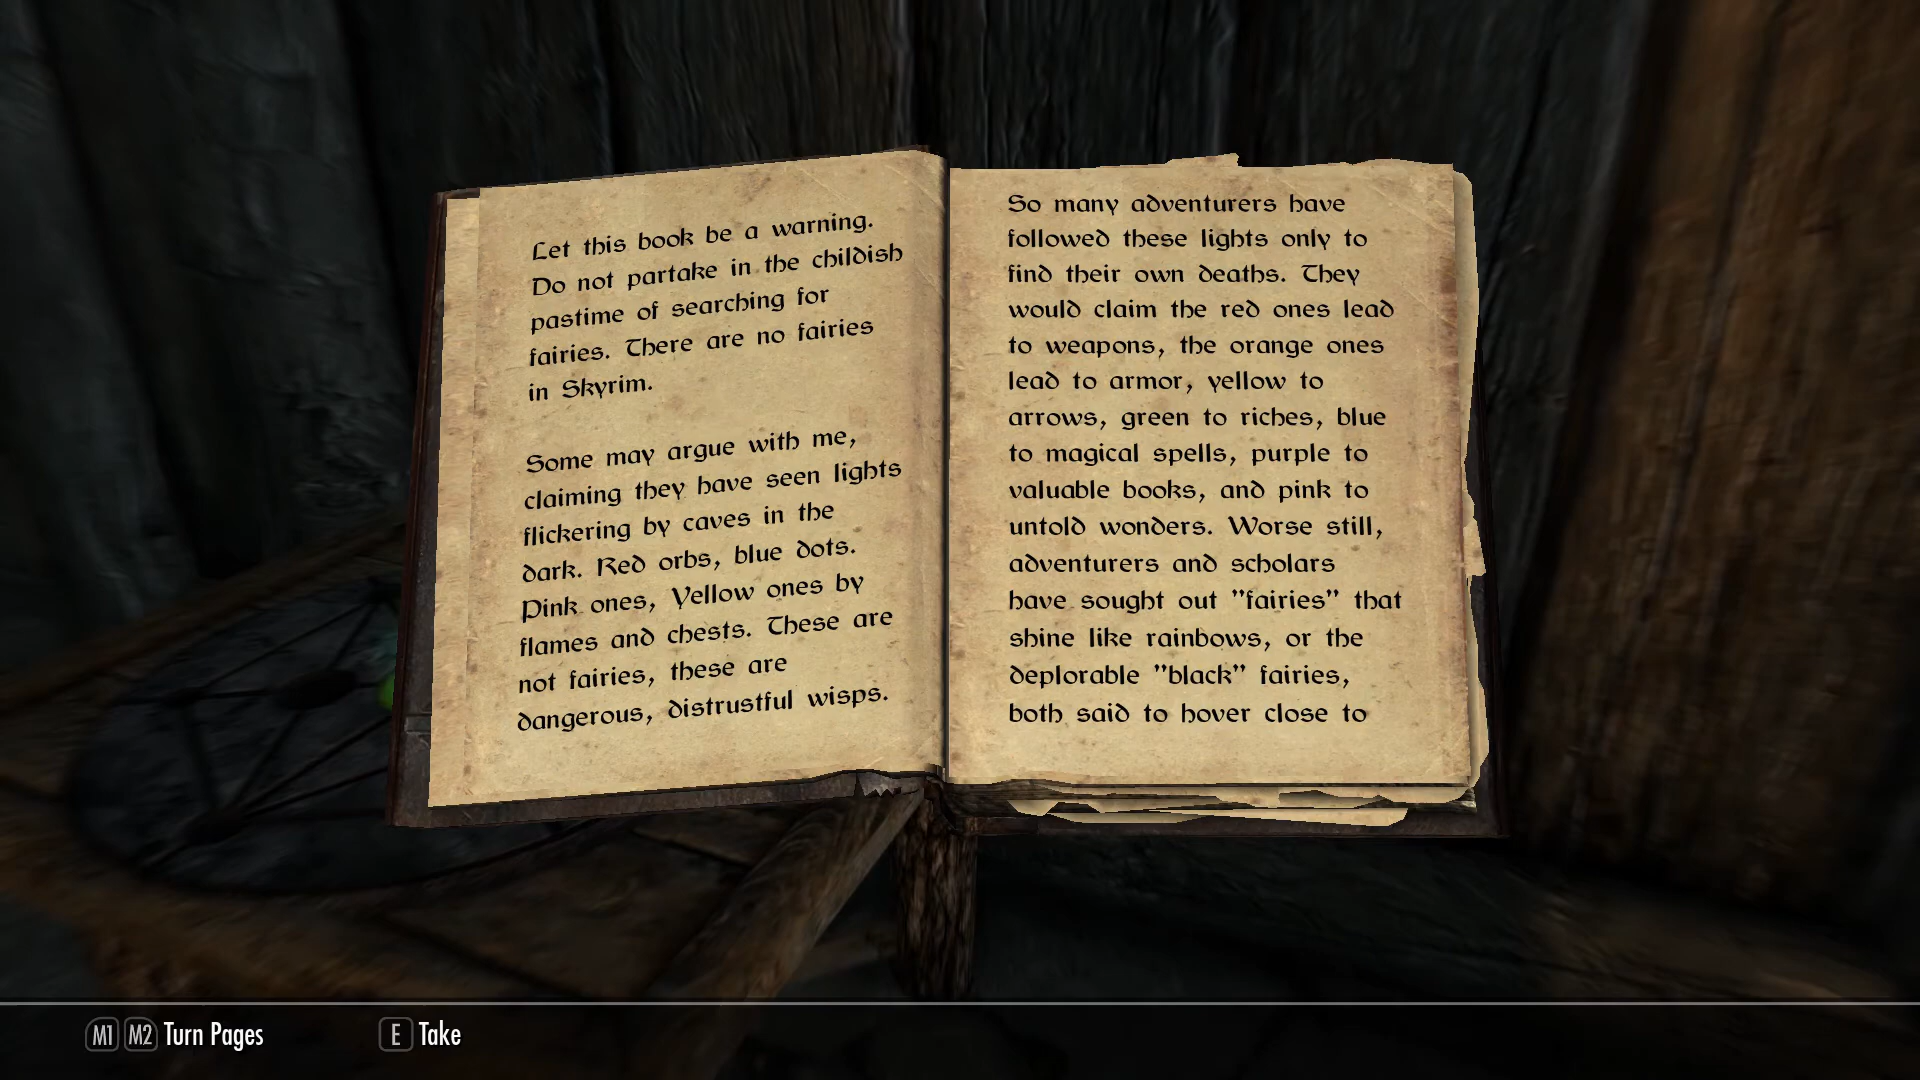 Let this book be a warning.
Do not partake in the childish
pastime of searching for
fairies. There are no fairies
in Skyrim.
Some may argue with me,
claiming they have seen lights
flickering by caves in the
dark. Red orbs, blue dots.
Pink ones, Yellow ones by
flames and chests. These are
not fairies, these are
dangerous, distrustful wisps.
So many adventurers have
followed these lights only to
find their own deaths. They
would claim the red ones lead
to weapons, the orange ones
lead to armor, yellow to
arrows, green to riches, blue
to magical spells, purple to
valuable books, and pink to
untold wonders. Worse still,
adventurers and scholars
have sought out "fairies" that
shine like rainbows, or the
deplorable "black" fairies,
both said to hover close to
M1 M2 Turn Pages E Take